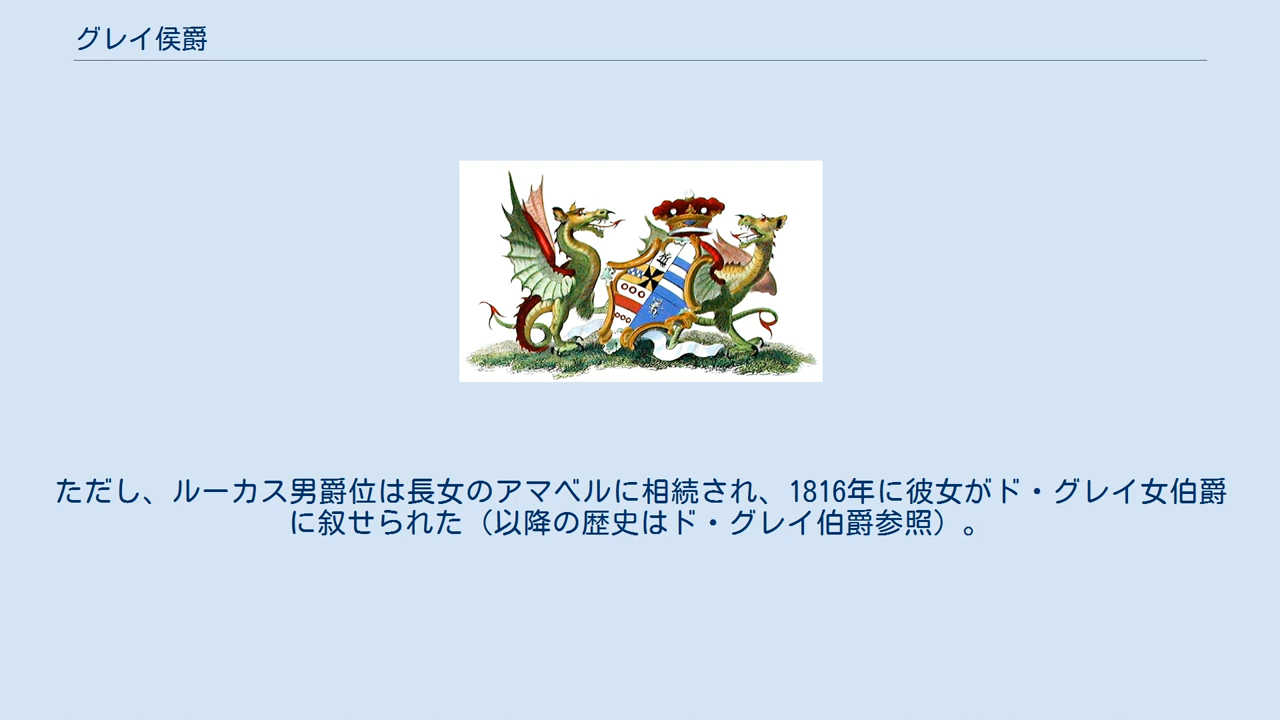 グレイ侯爵
ただし、ルーカス男爵位は長女のアマベルに相続され、1816年に彼女がド・グレイ女伯爵
に叙せられた（以降の歴史はド・グレイ伯爵参照）。